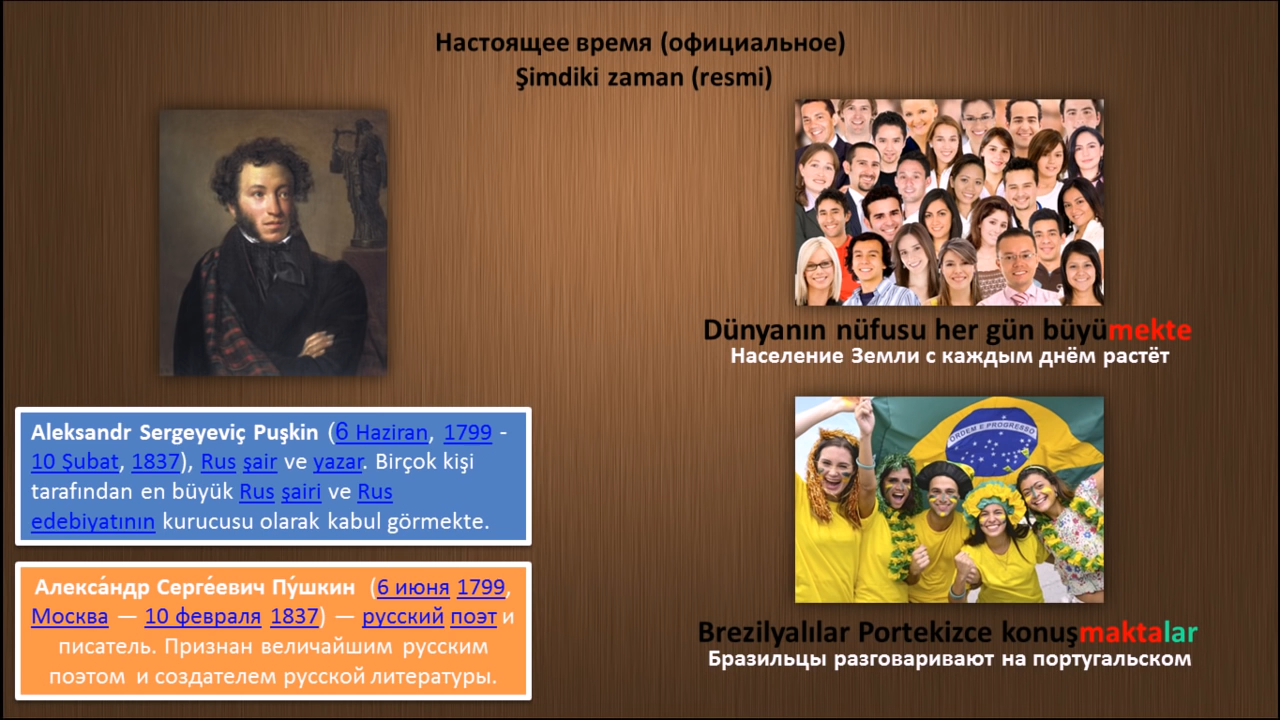 Настоящее время (официальное)
Şimdiki zaman (resmi)
Aleksandr Sergeyeviç Puşkin (6 Haziran, 1799 -
10 Şubat, 1837), Rus şair ve yazar. Birçok kişi
tarafından en büyük Rus şairi ve Rus
edebiyatının kurucusu olarak kabul görmekte.
Алекса́ндр Серге́евич Пу́шкин (6 июня 1799,
Москва — 10 февраля 1837) — русский поэт и
писатель. Признан величайшим русским
поэтом и создателем русской литературы.
Dünyanın nüfusu her gün büyümekte
Население Земли с каждым днём растёт
ORDEM E PROGRESSO
Brezilyalılar Portekizce konuşmaktalar
Бразильцы разговаривают на португальском